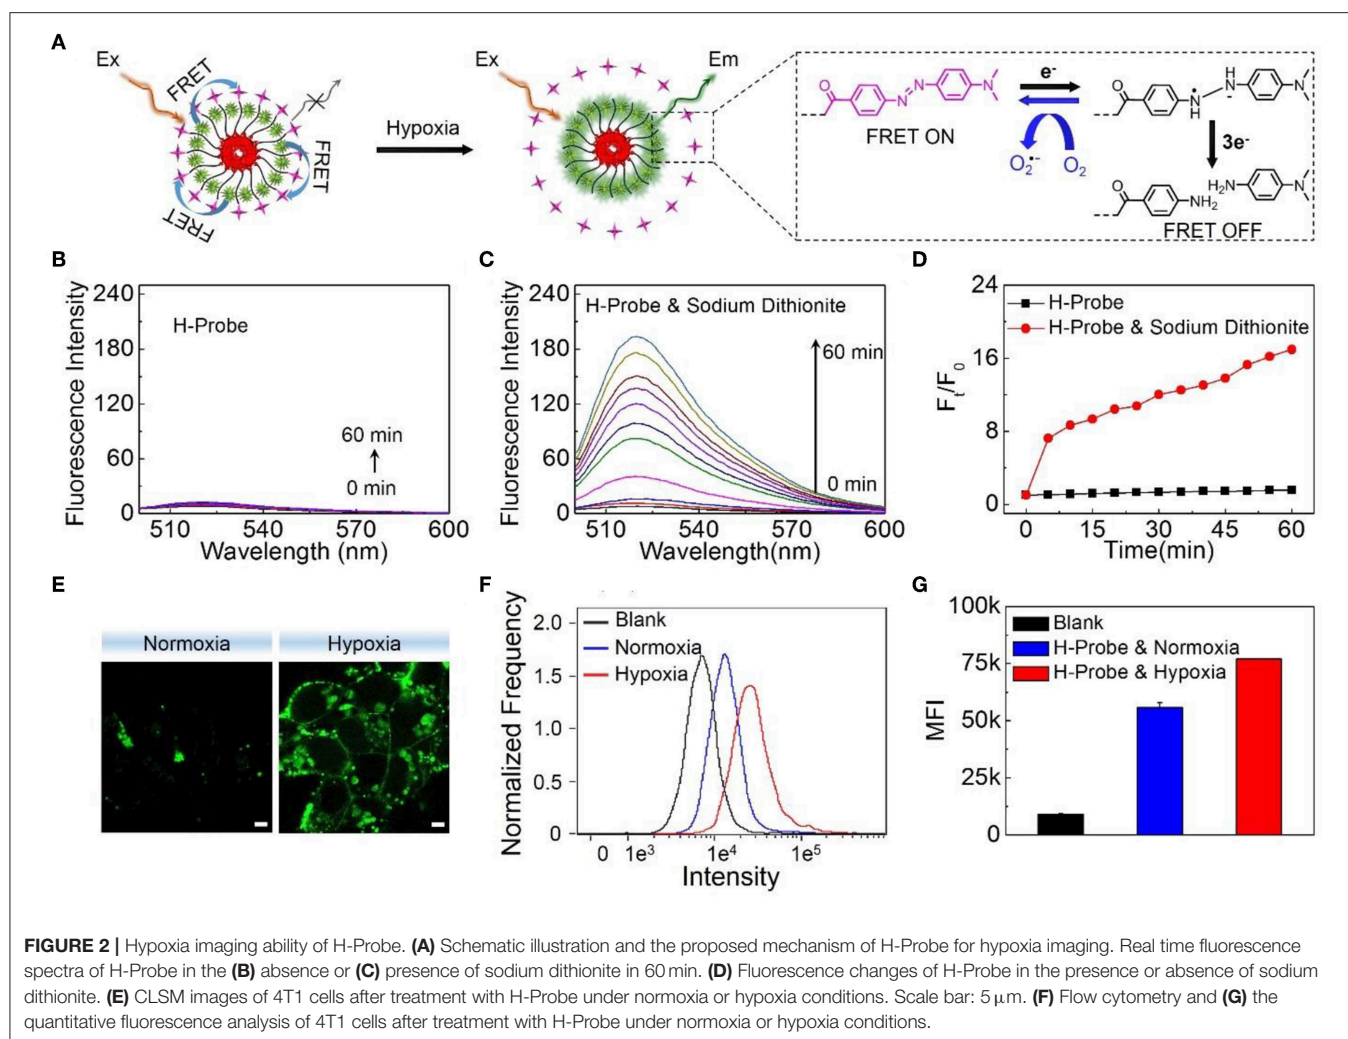 A
Ex
FRET
FRET
FRET
Hypoxia
Ex
Em
O
N
N
N
FRET ON
e-
O2•-
O2
O
N
H
H
N
N
3e-
O
NH2
H2N
N
FRET OFF
B
Fluorescence Intensity
240
180
120
60
0
H-Probe
60 min
0 min
510
540
570
600
Wavelength (nm)
C
Fluorescence Intensity
240
180
120
60
0
H-Probe & Sodium Dithionite
60 min
0 min
510
540
570
600
Wavelength(nm)
D
Ft/F0
24
16
8
0
H-Probe
H-Probe & Sodium Dithionite
0
15
30
45
60
Time(min)
E
Normoxia
Hypoxia
F
Normalized Frequency
2.0
1.5
1.0
0.5
0
Blank
Normoxia
Hypoxia
0
1e3
1e4
1e5
Intensity
G
MFI
100k
75k
50k
25k
0
Blank
H-Probe & Normoxia
H-Probe & Hypoxia
FIGURE 2 | Hypoxia imaging ability of H-Probe. (A) Schematic illustration and the proposed mechanism of H-Probe for hypoxia imaging. Real time fluorescence
spectra of H-Probe in the (B) absence or (C) presence of sodium dithionite in 60 min. (D) Fluorescence changes of H-Probe in the presence or absence of sodium
dithionite. (E) CLSM images of 4T1 cells after treatment with H-Probe under normoxia or hypoxia conditions. Scale bar: 5 μm. (F) Flow cytometry and (G) the
quantitative fluorescence analysis of 4T1 cells after treatment with H-Probe under normoxia or hypoxia conditions.